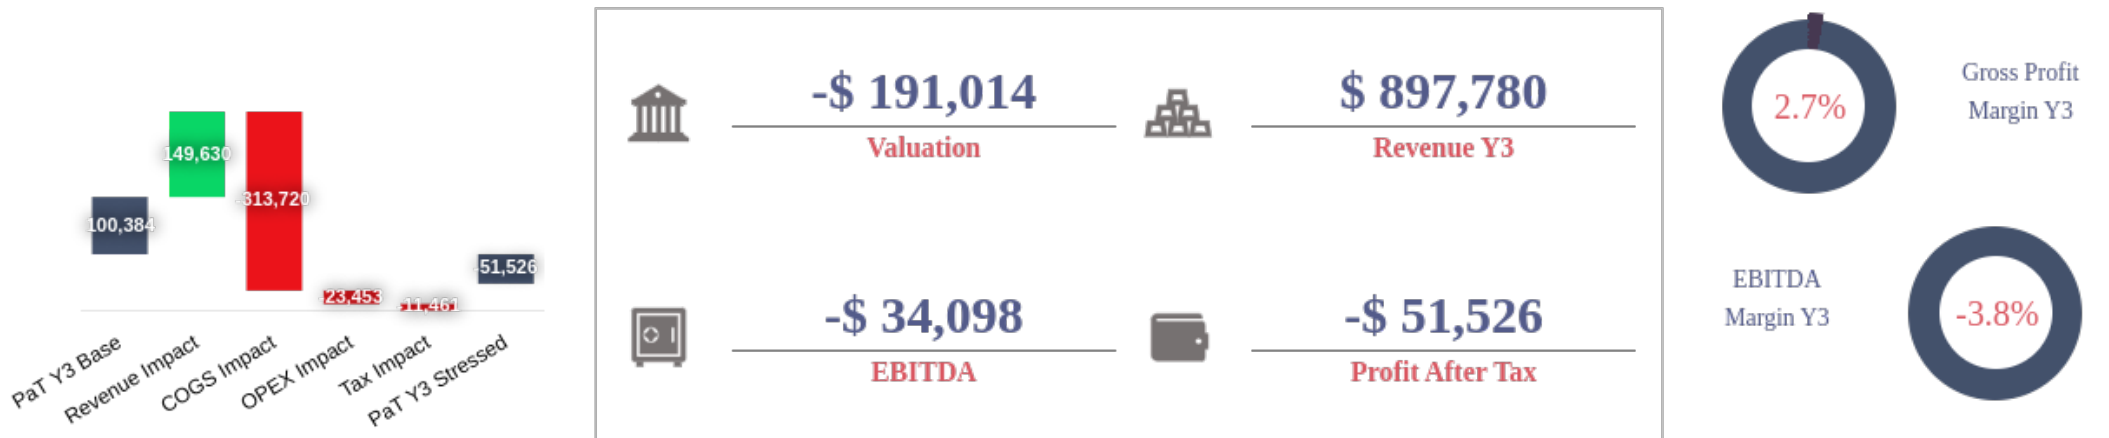 100,384
149,630
-313,720
-23,453
-11,461
-51,526
PaT Y3 Base
Revenue Impact
COGS Impact
OPEX Impact
Tax Impact
PaT Y3 Stressed
-$ 191,014
Valuation
$ 897,780
Revenue Y3
-$ 34,098
EBITDA
-$ 51,526
Profit After Tax
2.7%
Gross Profit
Margin Y3
EBITDA
Margin Y3
-3.8%